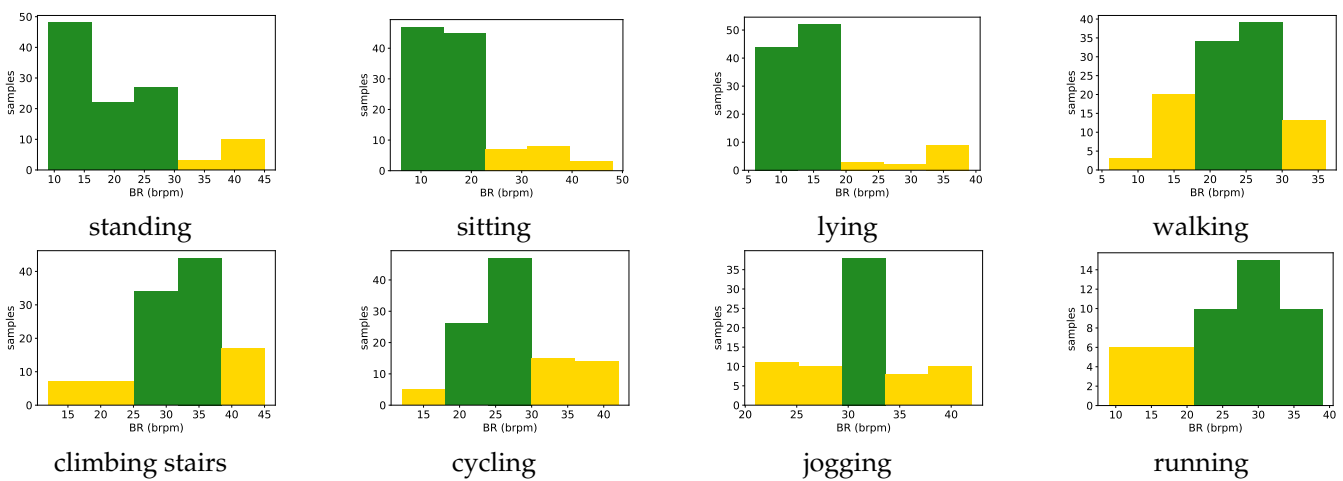 50
40
30
20
10
0
samples
10 15 20 25 30 35 40 45
BR (brpm)
standing
40
30
20
10
0
samples
10 20 30 40 50
BR (brpm)
sitting
50
40
30
20
10
0
samples
5 10 15 20 25 30 35 40
BR (brpm)
lying
40
35
30
25
20
15
10
5
0
samples
5 10 15 20 25 30 35
BR (brpm)
walking
40
30
20
10
0
samples
15 20 25 30 35 40 45
BR (brpm)
climbing stairs
40
30
20
10
0
samples
15 20 25 30 35 40
BR (brpm)
cycling
35
30
25
20
15
10
5
0
samples
20 25 30 35 40
BR (brpm)
jogging
14
12
10
8
6
4
2
0
samples
10 15 20 25 30 35 40
BR (brpm)
running